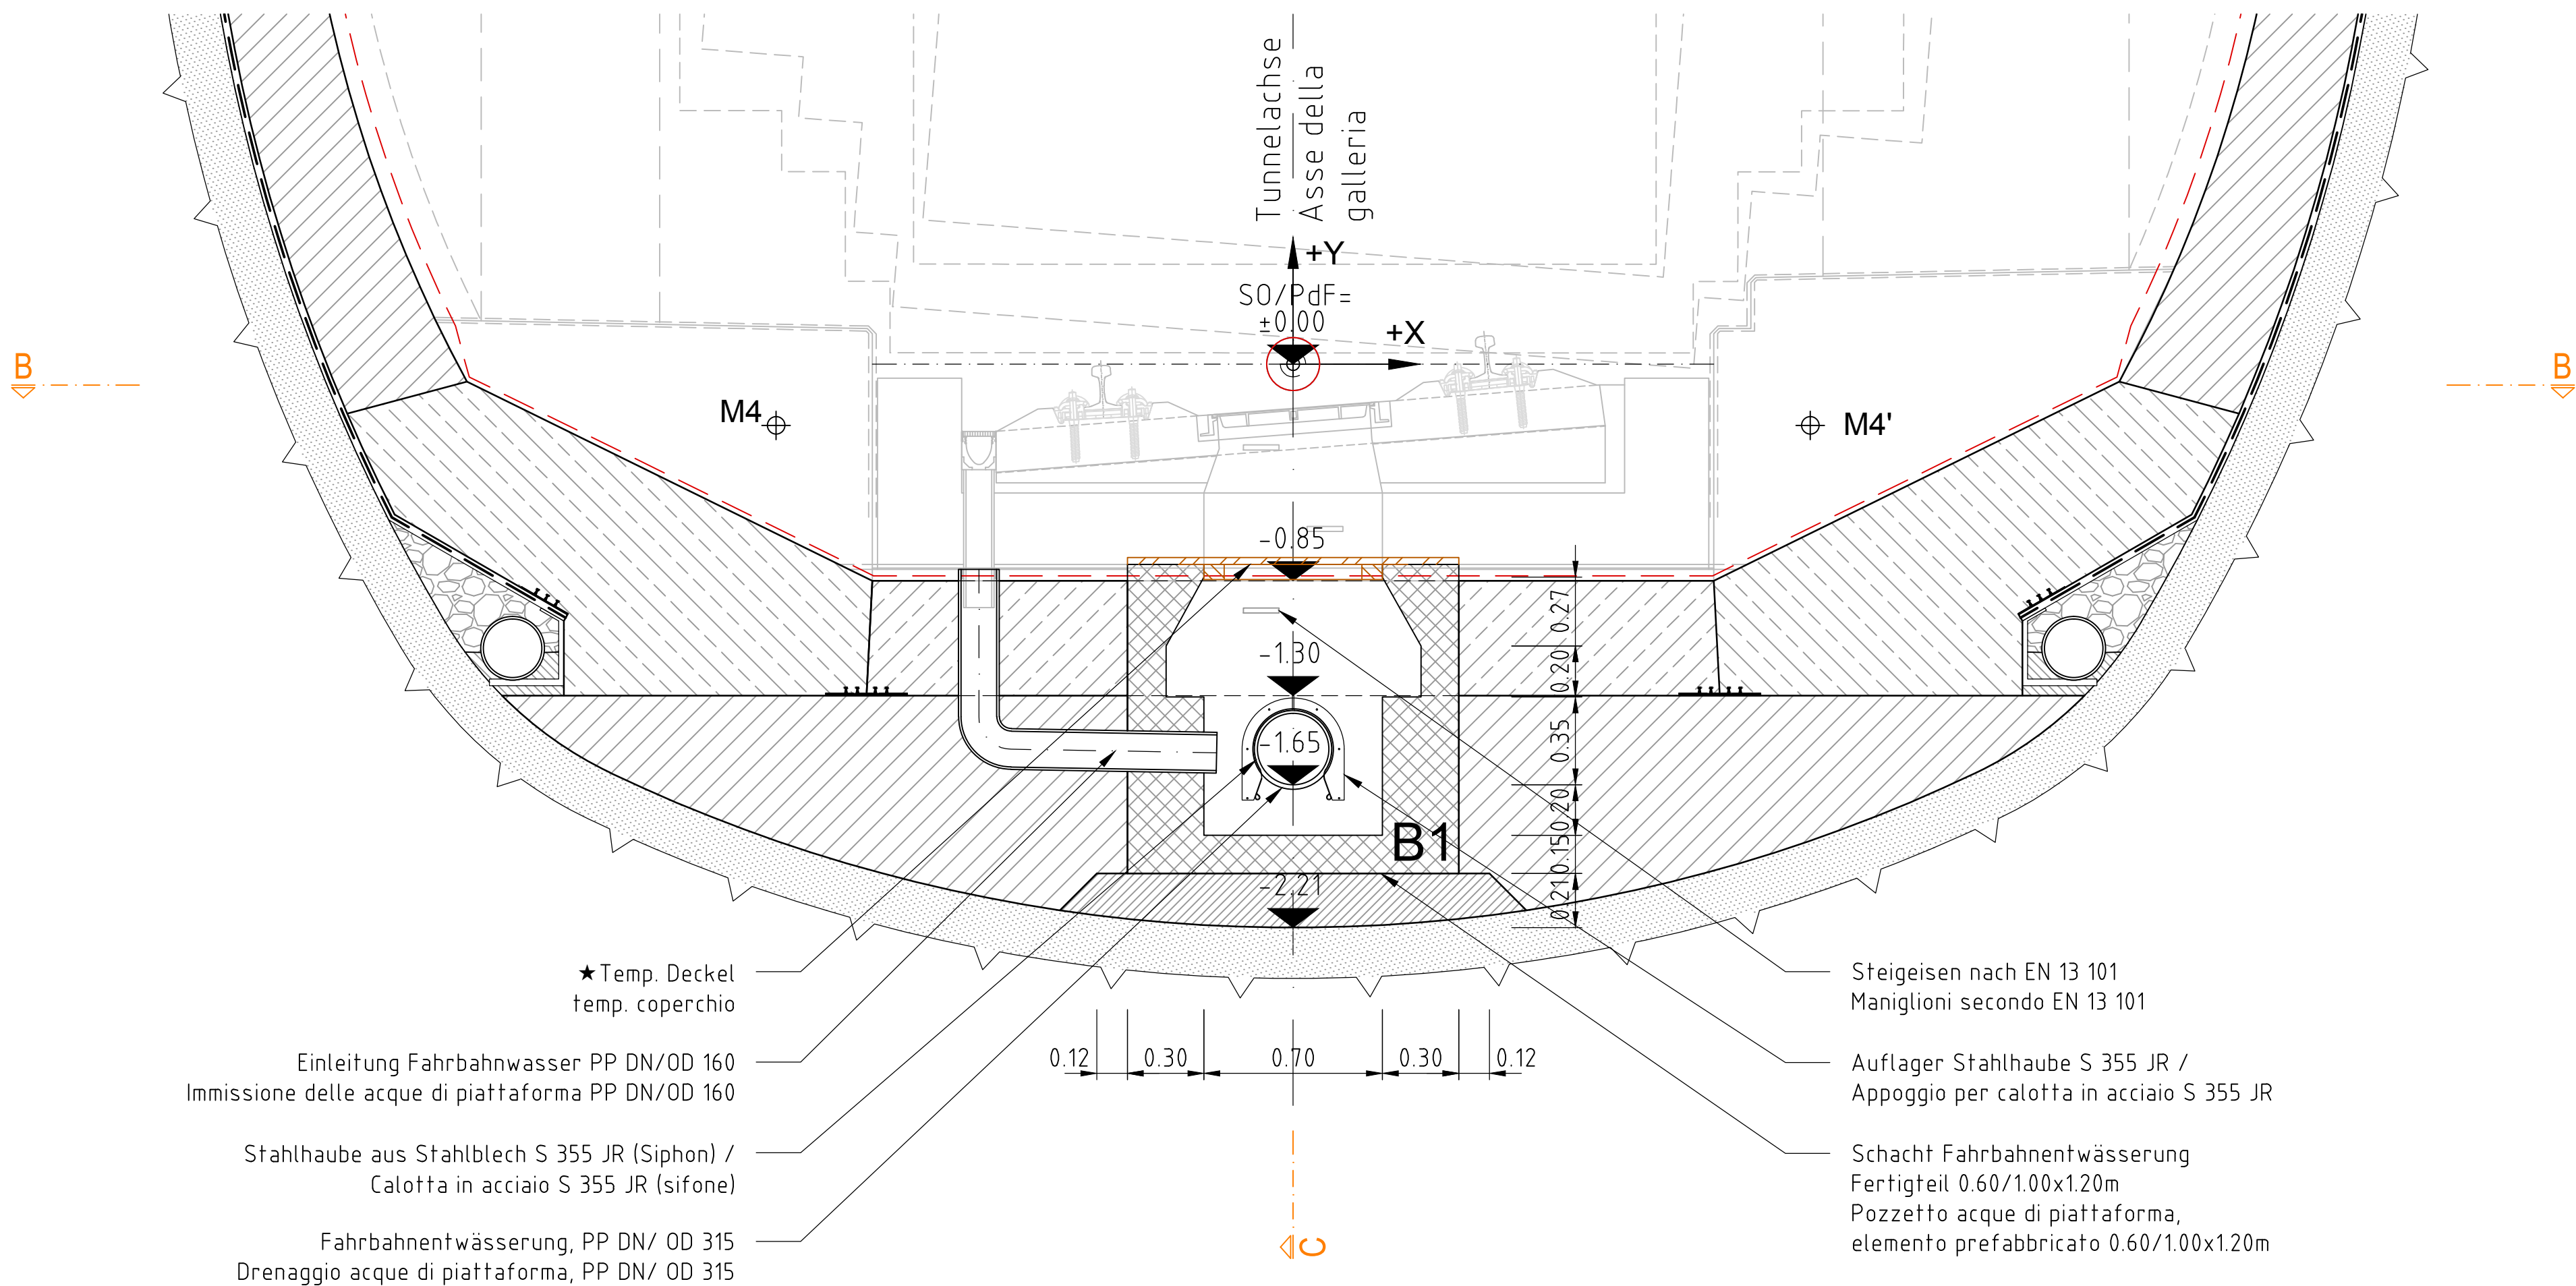 Tunnelachse
Asse della
galleria
+Y
SO/PdF=
±0.00
+X
B
B
M4
M4'
-0.85
0.27
-1.30
0.20
0.35
-1.65
0.20
B1
0.15
-2.21
0.21
★Temp. Deckel
temp. coperchio
Einleitung Fahrbahnwasser PP DN/OD 160
Immissione delle acque di piattaforma PP DN/OD 160
Stahlhaube aus Stahlblech S 355 JR (Siphon) /
Calotta in acciaio S 355 JR (sifone)
Fahrbahnentwässerung, PP DN/ OD 315
Drenaggio acque di piattaforma, PP DN/ OD 315
0.12 0.30 0.70 0.30 0.12
C
Steigeisen nach EN 13 101
Maniglioni secondo EN 13 101
Auflager Stahlhaube S 355 JR /
Appoggio per calotta in acciaio S 355 JR
Schacht Fahrbahnentwässerung
Fertigteil 0.60/1.00x1.20m
Pozzetto acque di piattaforma,
elemento prefabbricato 0.60/1.00x1.20m